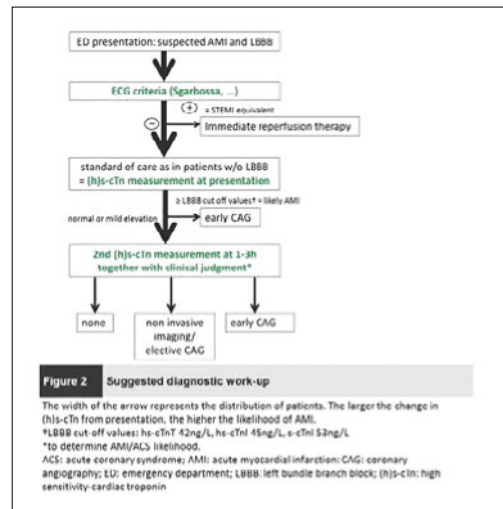 ED presentation: suspected AMI and LBBB
ECG criteria (Sgarbossa, ...)
+ = STEMI equivalent
−
Immediate reperfusion therapy
standard of care as in patients w/o LBBB
= (h)s-cTn measurement at presentation
≥ LBBB cut off values† = likely AMI
normal or mild elevation
early CAG
2nd (h)s-cTn measurement at 1-3h
together with clinical judgment*
none
non invasive
imaging/
elective CAG
early CAG
Figure 2 Suggested diagnostic work-up
The width of the arrow represents the distribution of patients. The larger the change in
(h)s-cTn from presentation, the higher the likelihood of AMI.
†LBBB cut-off values: hs-cTnT 42ng/L, hs-cTnI 45ng/L, s-cTnI 53ng/L
*to determine AMI/ACS likelihood.
ACS: acute coronary syndrome; AMI: acute myocardial infarction: CAG: coronary
angiography; ED: emergency department; LBBB: left bundle branch block; (h)s-cTn: high
sensitivity-cardiac troponin